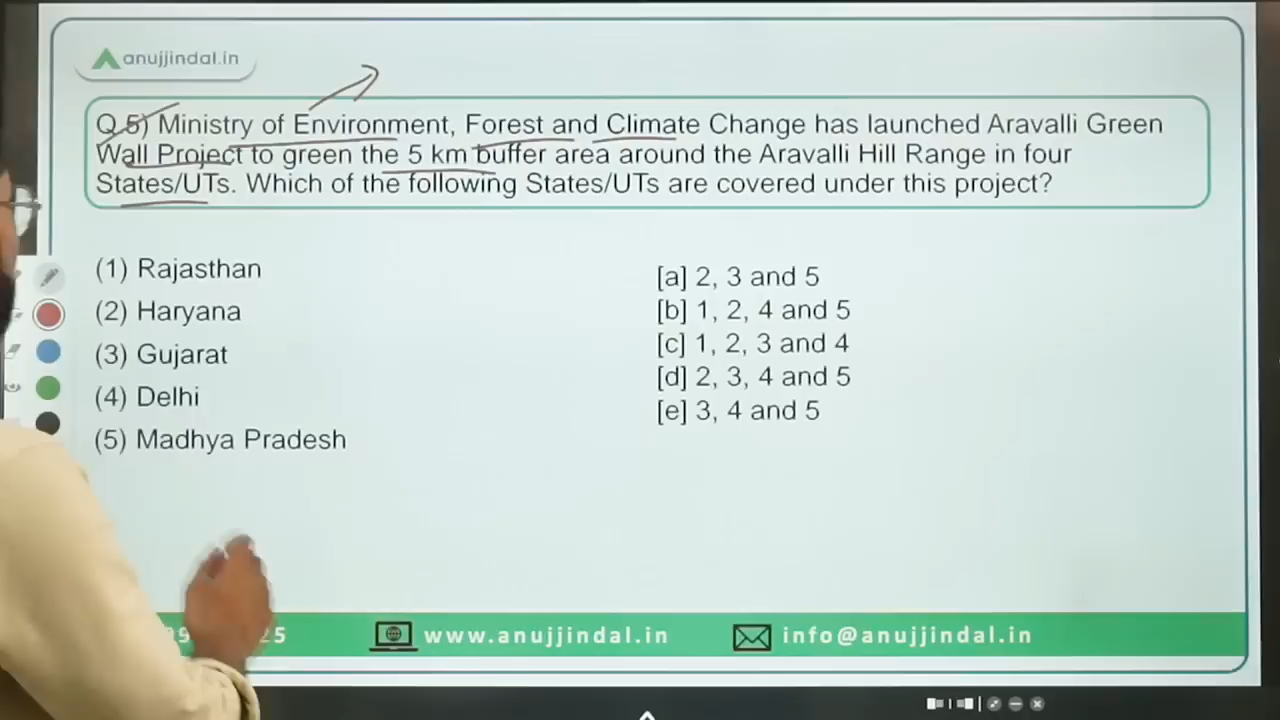 anujjindal.in
Q.5) Ministry of Environment, Forest and Climate Change has launched Aravalli Green
Wall Project to green the 5 km buffer area around the Aravalli Hill Range in four
States/UTs. Which of the following States/UTs are covered under this project?
(1) Rajasthan
(2) Haryana
(3) Gujarat
(4) Delhi
(5) Madhya Pradesh
[a] 2, 3 and 5
[b] 1, 2, 4 and 5
[c] 1, 2, 3 and 4
[d] 2, 3, 4 and 5
[e] 3, 4 and 5
www.anujjindal.in
info@anujjindal.in